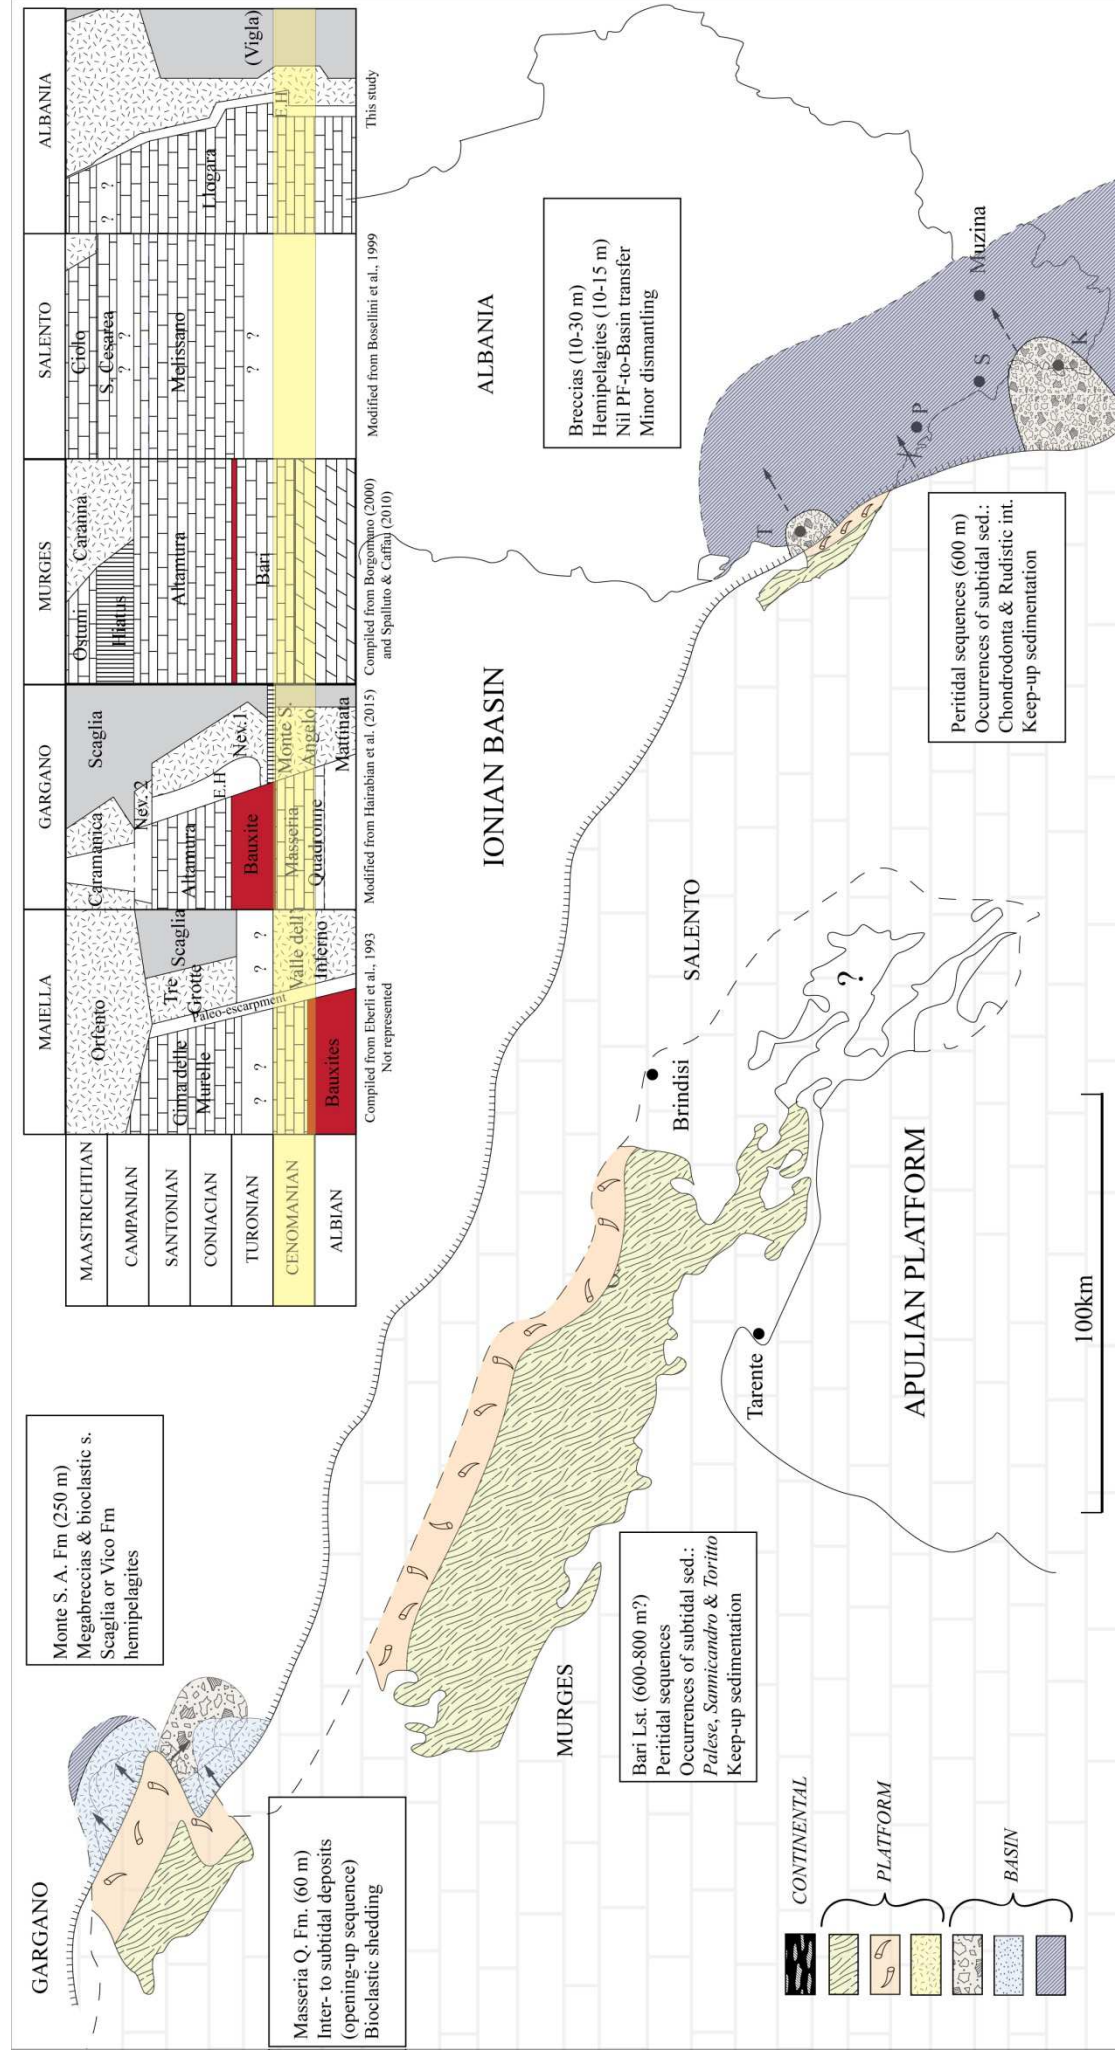 MAIELLA
GARGANO
MURGES
SALENTO
ALBANIA
MAASTRICHTIAN
CAMPANIAN
SANTONIAN
CONIACIAN
TURONIAN
CENOMANIAN
ALBIAN
Orfento
Scaglia
Tre
Grotte
Cima delle
Murelle
Paleo-escarpment
? ?
? ?
Valle dell'
Inferno
Bauxites
Caramanica
Scaglia
Nev. 2
Altamura
E.H
Nev.1
Bauxite
Masseria
Quadronne
Monte S.
Angelo
Mattinata
Ostuni
Caranna
Hiatus
Altamura
Bari
Ciolo
S. Cesarea
? ?
Melissano
? ?
? ?
Llogara
E.H
(Vigla)
Compiled from Eberli et al., 1993
Not represented
Modified from Hairabian et al. (2015)
Compiled from Borgomano (2000)
and Spalluto & Caffau (2010)
Modified from Bosellini et al., 1999
This study
GARGANO
Monte S. A. Fm (250 m)
Megabreccias & bioclastic s.
Scaglia or Vico Fm
hemipelagites
Masseria Q. Fm. (60 m)
Inter- to subtidal deposits
(opening-up sequence)
Bioclastic shedding
IONIAN BASIN
ALBANIA
Breccias (10-30 m)
Hemipelagites (10-15 m)
Nil PF-to-Basin transfer
Minor dismantling
T
P
S
K
Muzina
MURGES
Bari Lst. (600-800 m?)
Peritidal sequences
Occurrences of subtidal sed.:
Palese, Sannicandro & Toritto
Keep-up sedimentation
Brindisi
SALENTO
?
Tarente
APULIAN PLATFORM
Peritidal sequences (600 m)
Occurrences of subtidal sed.:
Chondrodonta & Rudistic int.
Keep-up sedimentation
CONTINENTAL
PLATFORM
BASIN
100km